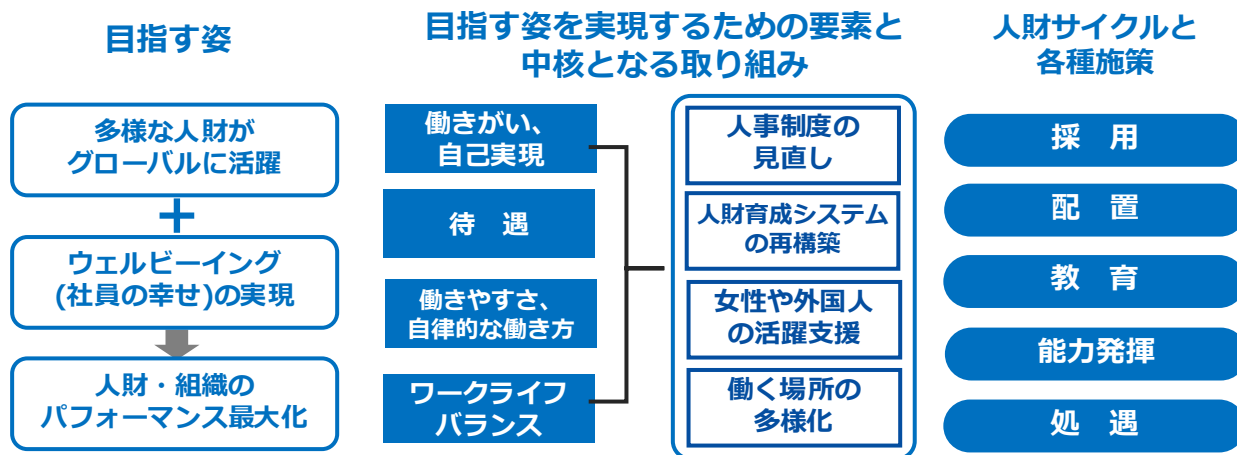 目指す姿
多様な人財が
グローバルに活躍
＋
ウェルビーイング
(社員の幸せ)の実現
人財・組織の
パフォーマンス最大化
目指す姿を実現するための要素と
中核となる取り組み
働きがい、
自己実現
待　遇
働きやすさ、
自律的な働き方
ワークライフ
バランス
人事制度の
見直し
人財育成システム
の再構築
女性や外国人
の活躍支援
働く場所の
多様化
人財サイクルと
各種施策
採　用
配　置
教　育
能力発揮
処　遇